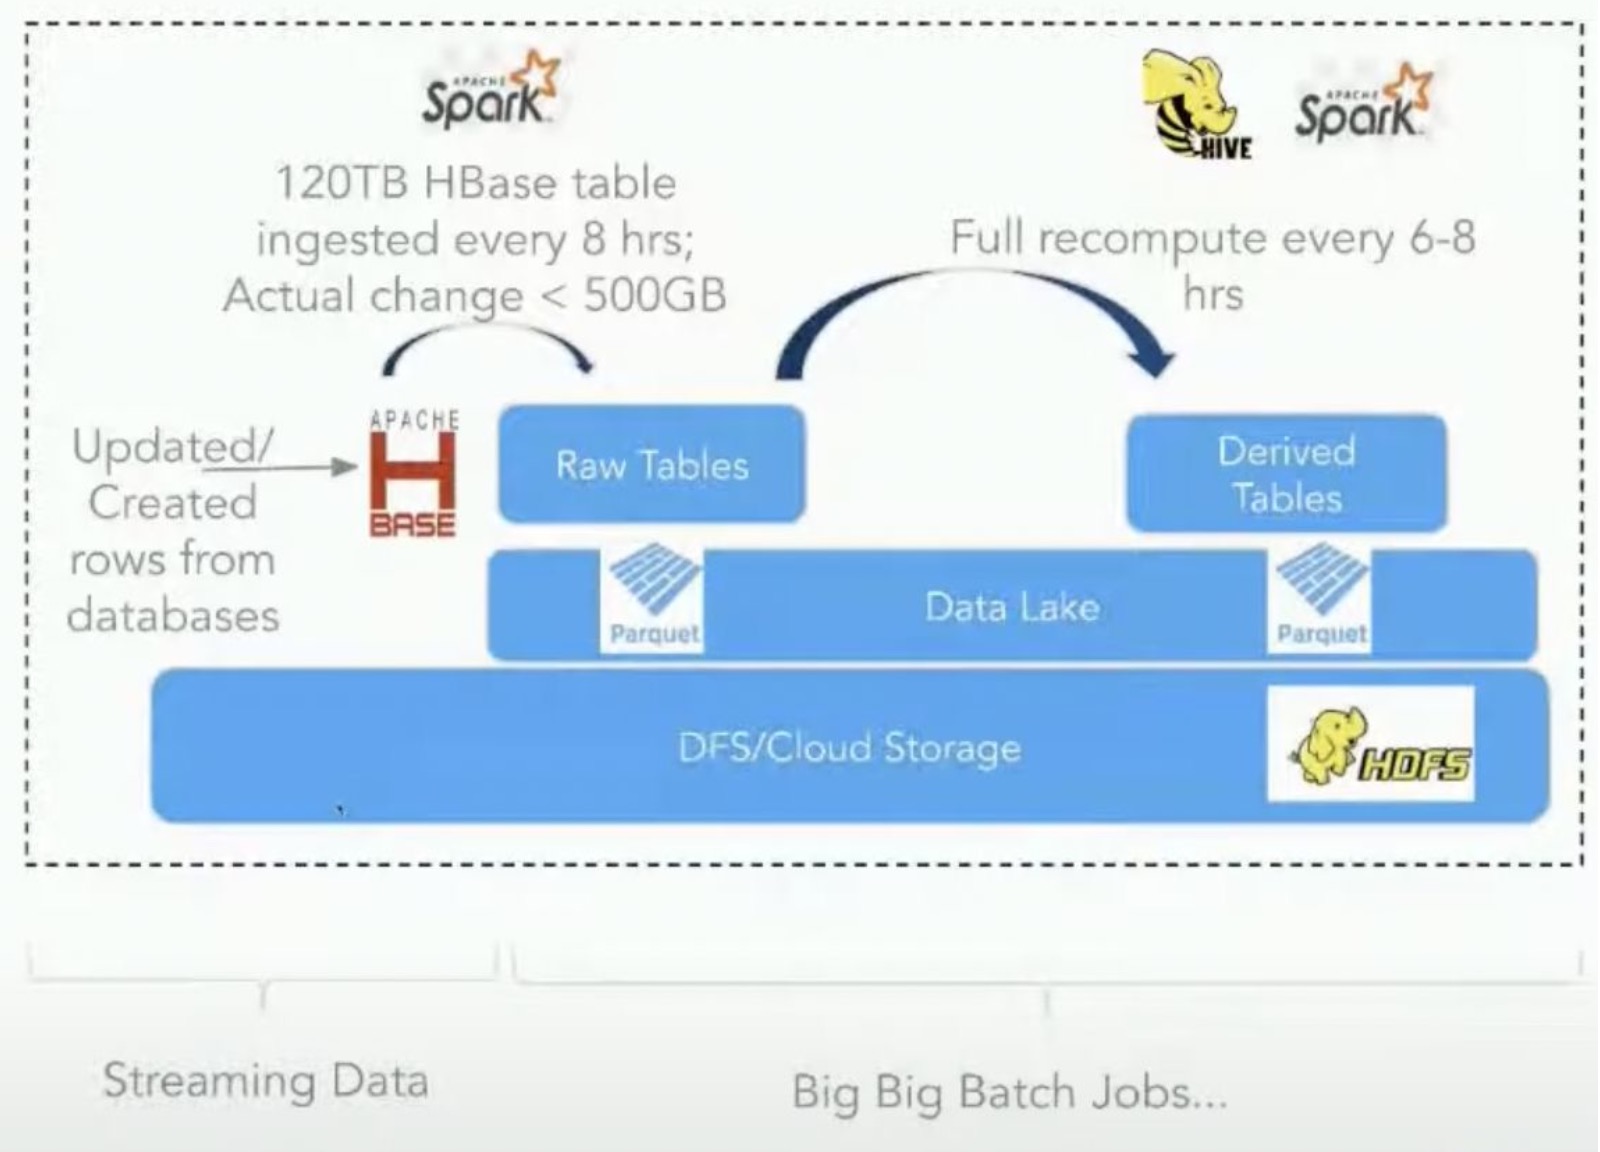 APACHE
Spark
120TB HBase table
ingested every 8 hrs;
Actual change < 500GB
HIVE
APACHE
Spark
Full recompute every 6-8
hrs
Updated/
Created
rows from
databases
APACHE
H
BASE
Raw Tables
Derived
Tables
Parquet
Data Lake
Parquet
DFS/Cloud Storage
HDFS
Streaming Data
Big Big Batch Jobs...